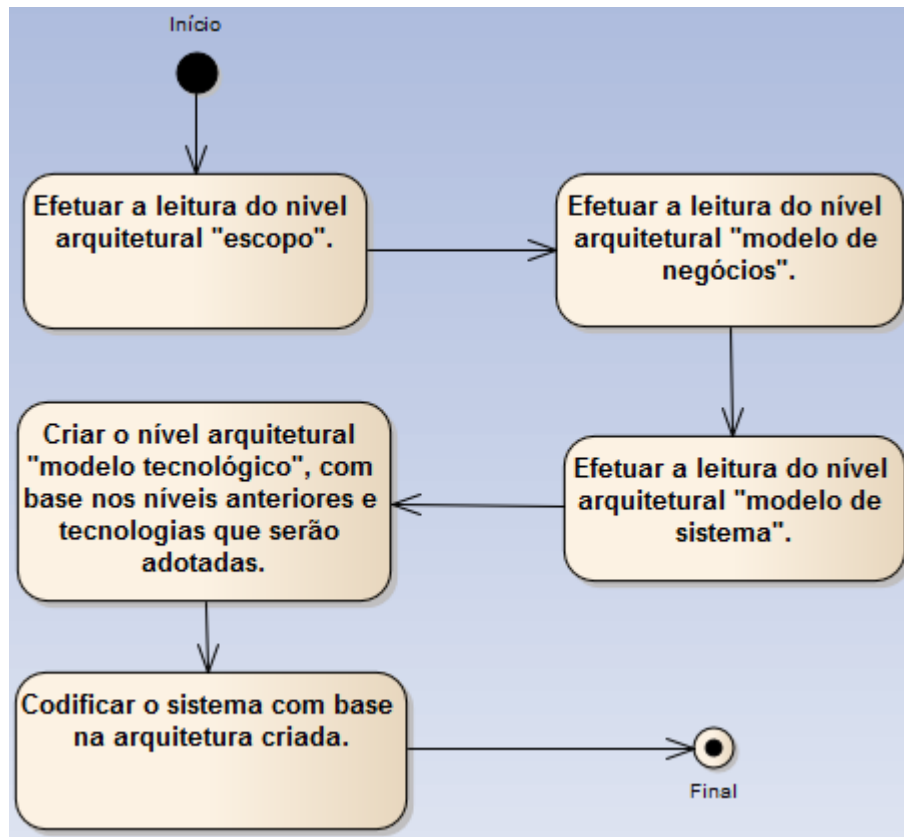 Início
Efetuar a leitura do nivel
arquitetural "escopo".
Efetuar a leitura do nível
arquitetural "modelo de
negócios".
Efetuar a leitura do nível
arquitetural "modelo de
sistema".
Criar o nível arquitetural
"modelo tecnológico", com
base nos níveis anteriores e
tecnologias que serão
adotadas.
Codificar o sistema com base
na arquitetura criada.
Final